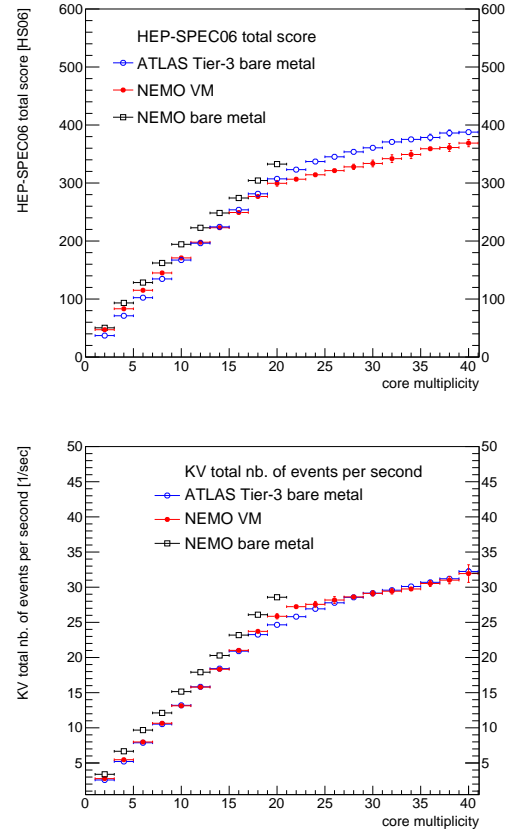 HEP-SPEC06 total score [HS06]
600
500
400
300
200
100
0
HEP-SPEC06 total score
ATLAS Tier-3 bare metal
NEMO VM
NEMO bare metal
600
500
400
300
200
100
0
0 5 10 15 20 25 30 35 40
core multiplicity
KV total nb. of events per second [1/sec]
50
45
40
35
30
25
20
15
10
5
KV total nb. of events per second
ATLAS Tier-3 bare metal
NEMO VM
NEMO bare metal
50
45
40
35
30
25
20
15
10
5
0 5 10 15 20 25 30 35 40
core multiplicity